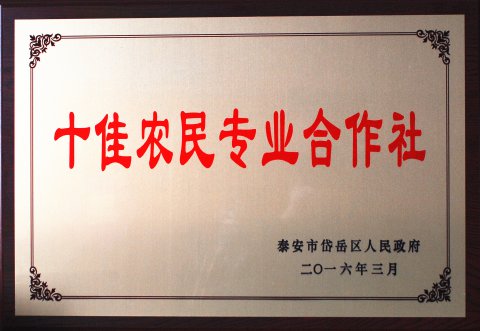 十佳农民专业合作社
泰安市岱岳区人民政府
二〇一六年三月